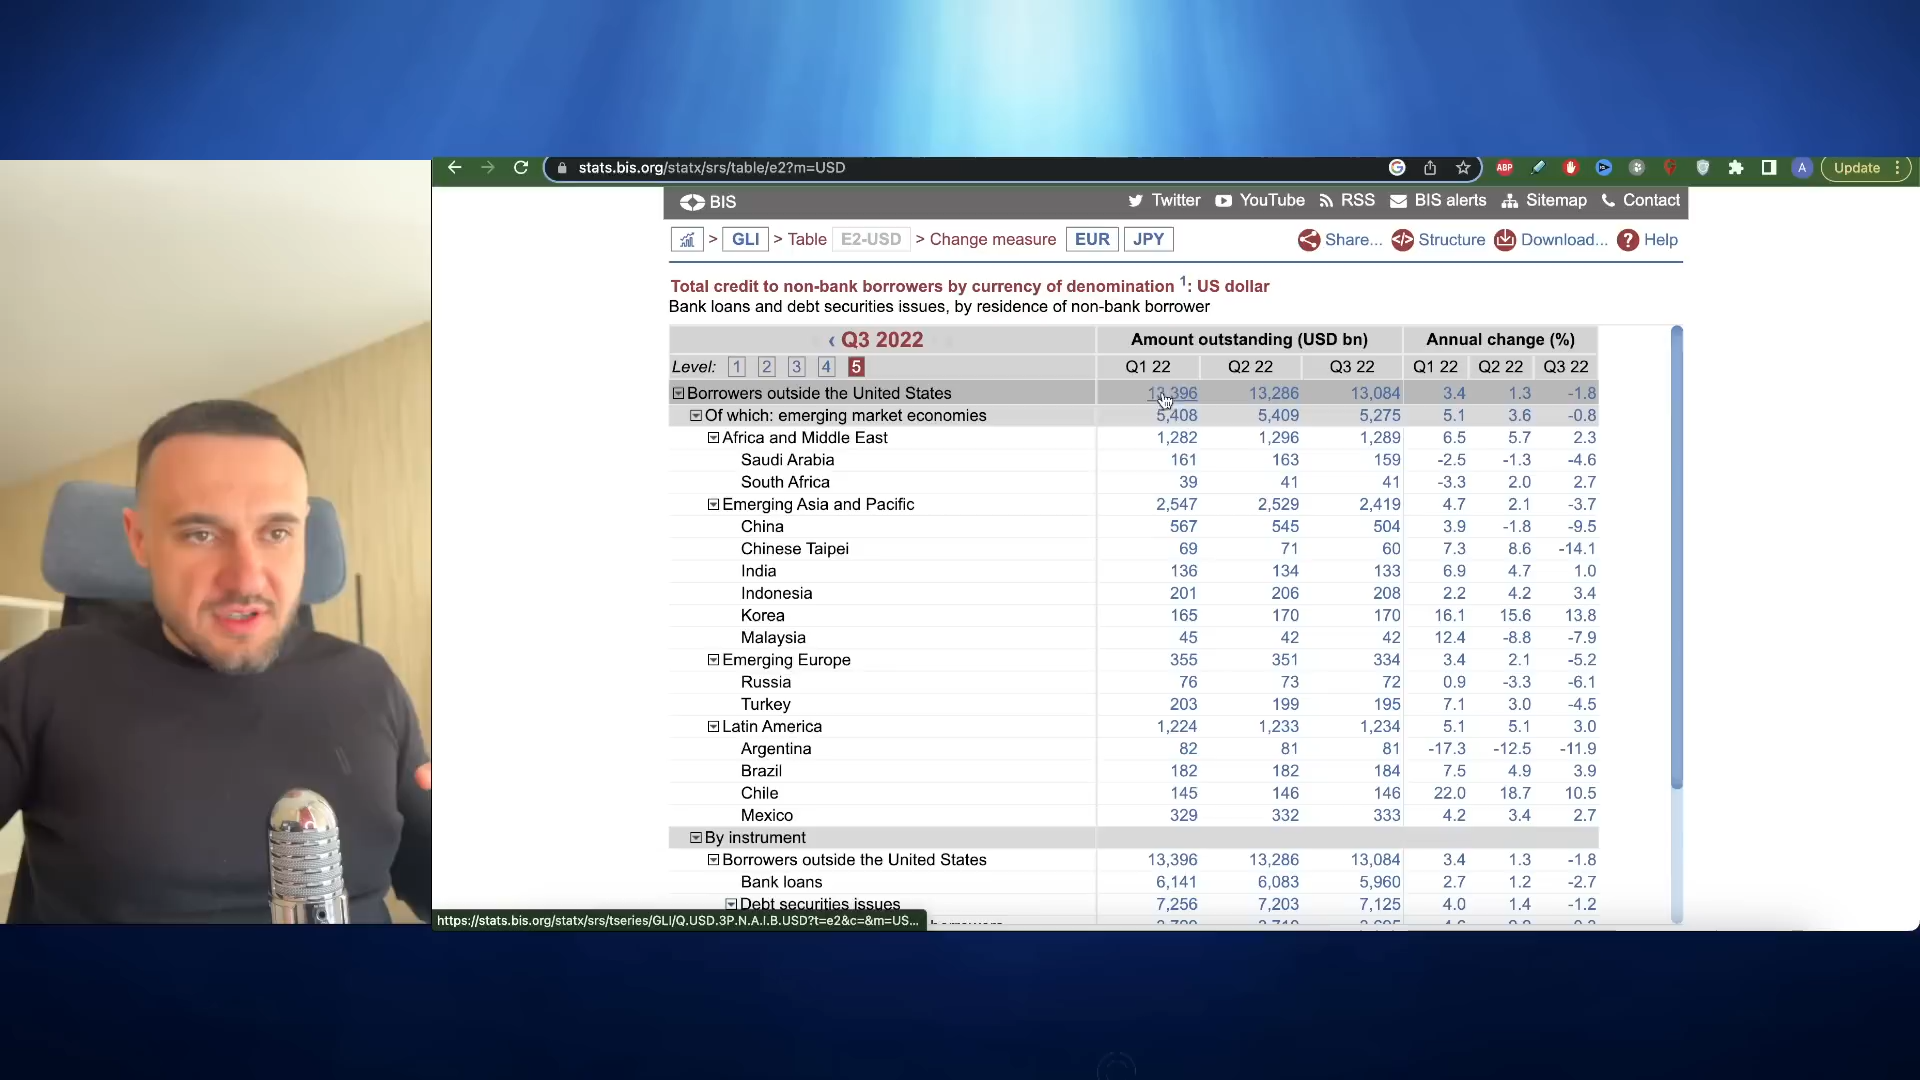 stats.bis.org/statx/srs/table/e2?m=USD
ABP
A
Update
BIS
Twitter YouTube RSS BIS alerts Sitemap Contact
> GLI > Table E2-USD > Change measure EUR JPY
Share... Structure Download... Help
Total credit to non-bank borrowers by currency of denomination 1: US dollar
Bank loans and debt securities issues, by residence of non-bank borrower
‹ Q3 2022 Amount outstanding (USD bn) Annual change (%)
Level: 1 2 3 4 5 Q1 22 Q2 22 Q3 22 Q1 22 Q2 22 Q3 22
Borrowers outside the United States 13,396 13,286 13,084 3.4 1.3 -1.8
Of which: emerging market economies 5,408 5,409 5,275 5.1 3.6 -0.8
Africa and Middle East 1,282 1,296 1,289 6.5 5.7 2.3
Saudi Arabia 161 163 159 -2.5 -1.3 -4.6
South Africa 39 41 41 -3.3 2.0 2.7
Emerging Asia and Pacific 2,547 2,529 2,419 4.7 2.1 -3.7
China 567 545 504 3.9 -1.8 -9.5
Chinese Taipei 69 71 60 7.3 8.6 -14.1
India 136 134 133 6.9 4.7 1.0
Indonesia 201 206 208 2.2 4.2 3.4
Korea 165 170 170 16.1 15.6 13.8
Malaysia 45 42 42 12.4 -8.8 -7.9
Emerging Europe 355 351 334 3.4 2.1 -5.2
Russia 76 73 72 0.9 -3.3 -6.1
Turkey 203 199 195 7.1 3.0 -4.5
Latin America 1,224 1,233 1,234 5.1 5.1 3.0
Argentina 82 81 81 -17.3 -12.5 -11.9
Brazil 182 182 184 7.5 4.9 3.9
Chile 145 146 146 22.0 18.7 10.5
Mexico 329 332 333 4.2 3.4 2.7
By instrument
Borrowers outside the United States 13,396 13,286 13,084 3.4 1.3 -1.8
Bank loans 6,141 6,083 5,960 2.7 1.2 -2.7
Debt securities issues 7,256 7,203 7,125 4.0 1.4 -1.2
https://stats.bis.org/statx/srs/tseries/GLI/Q.USD.3P.N.A.I.B.USD?t=e2&c=&m=US...